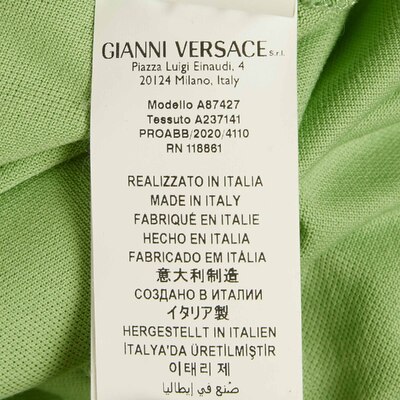 GIANNI VERSACE S.r.l.
Piazza Luigi Einaudi, 4
20124 Milano, Italy
Modello A87427
Tessuto A237141
PROABB/2020/4110
RN 118861
REALIZZATO IN ITALIA
MADE IN ITALY
FABRIQUÉ EN ITALIE
HECHO EN ITALIA
FABRICADO EM ITÁLIA
意大利制造
СОЗДАНО В ИТАЛИИ
イタリア製
HERGESTELLT IN ITALIEN
İTALYA'DA ÜRETİLMİŞTİR
이태리 제
صُنع في إيطاليا